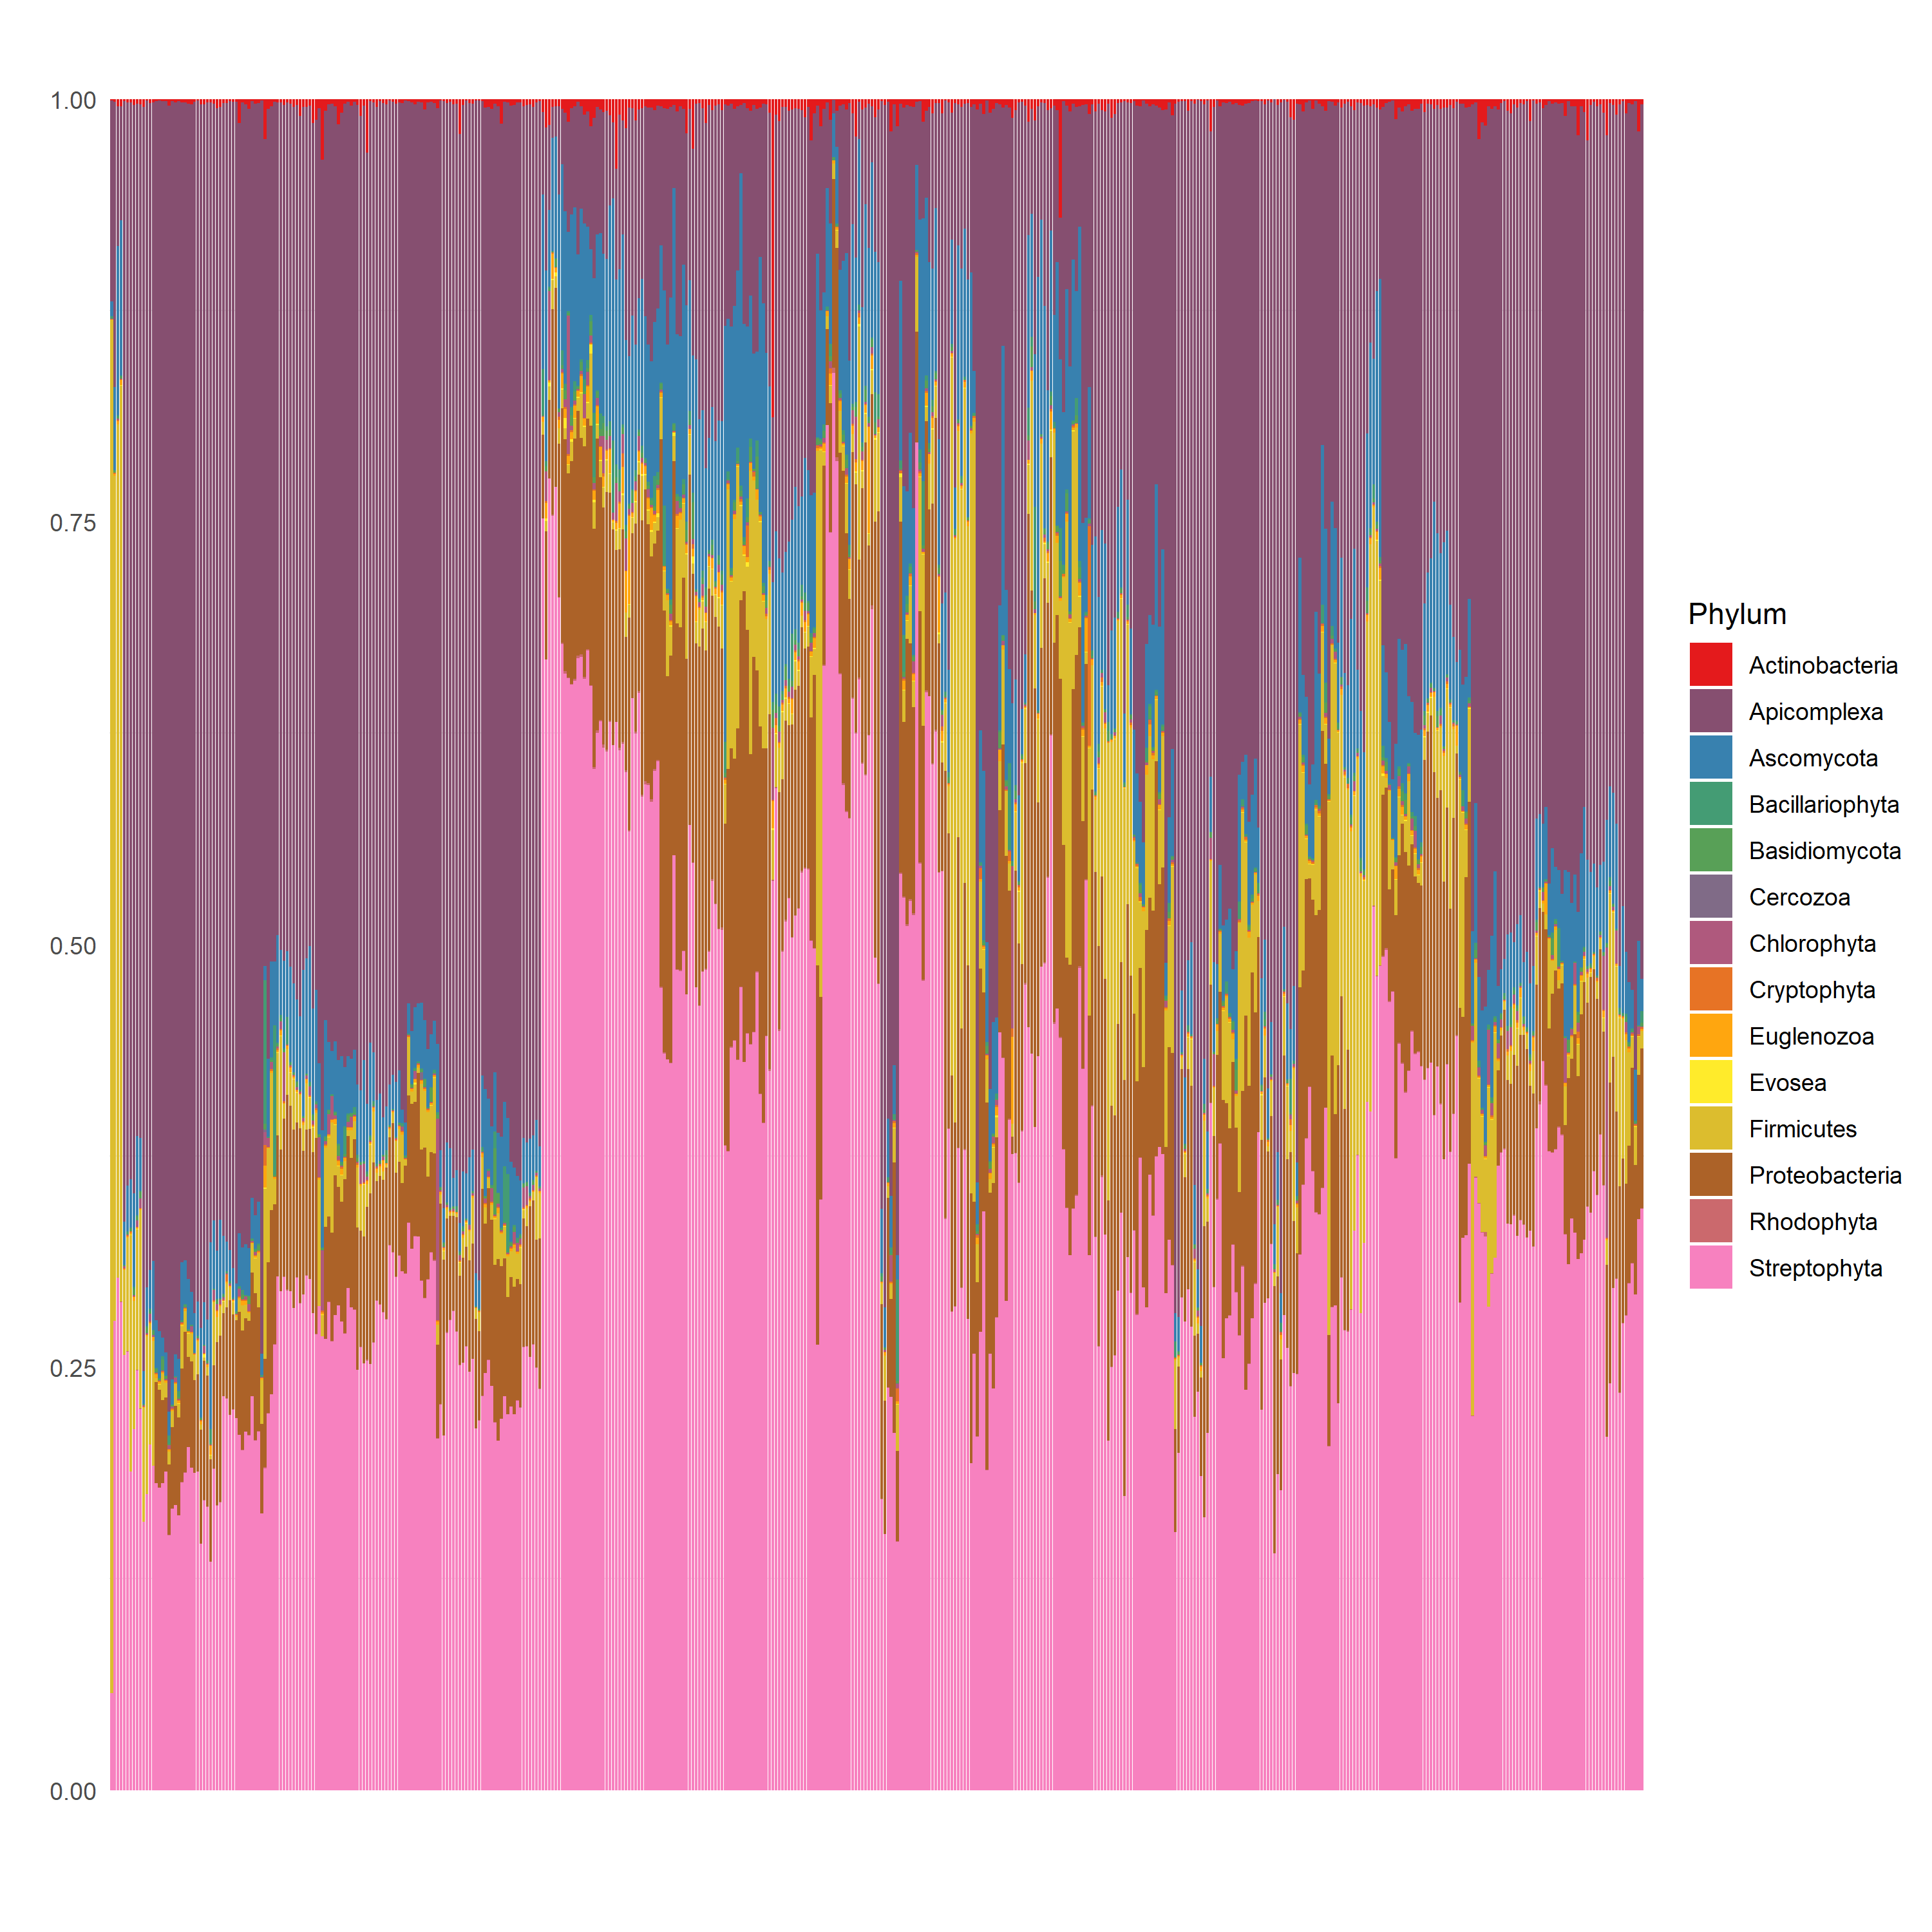 1.00
0.75
0.50
0.25
0.00
Phylum
Actinobacteria
Apicomplexa
Ascomycota
Bacillariophyta
Basidiomycota
Cercozoa
Chlorophyta
Cryptophyta
Euglenozoa
Evosea
Firmicutes
Proteobacteria
Rhodophyta
Streptophyta